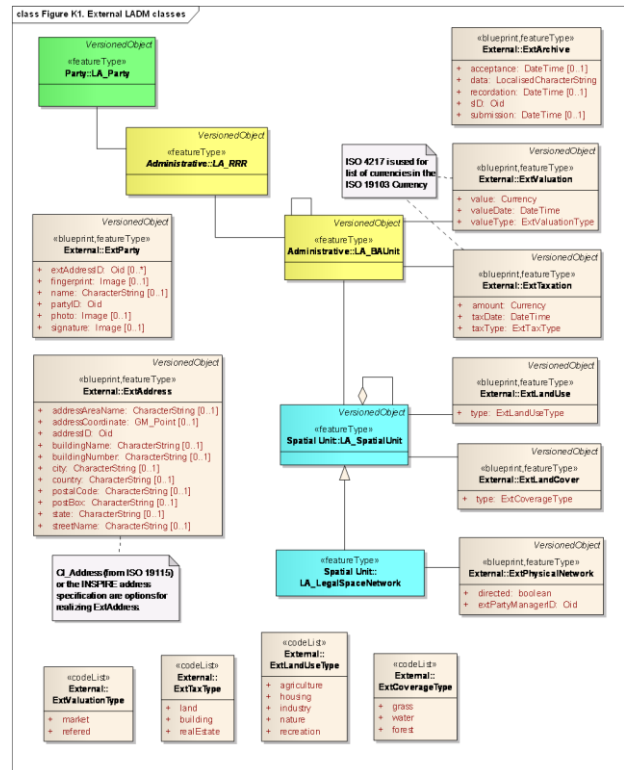 class Figure K1. External LADM classes
VersionedObject
«featureType»
Party::LA_Party
VersionedObject
«featureType»
Administrative::LA_RRR
VersionedObject
«blueprint,featureType»
External::ExtArchive
+ acceptance: DateTime [0..1]
+ data: LocalisedCharacterString
+ recordation: DateTime [0..1]
+ sID: Oid
+ submission: DateTime [0..1]
ISO 4217 is used for
list of currencies in the
ISO 19103 Currency
VersionedObject
«blueprint,featureType»
External::ExtValuation
+ value: Currency
+ valueDate: DateTime
+ valueType: ExtValuationType
VersionedObject
«blueprint,featureType»
External::ExtParty
+ extAddressID: Oid [0..*]
+ fingerprint: Image [0..1]
+ name: CharacterString [0..1]
+ partyID: Oid
+ photo: Image [0..1]
+ signature: Image [0..1]
VersionedObject
«featureType»
Administrative::LA_BAUnit
VersionedObject
«blueprint,featureType»
External::ExtTaxation
+ amount: Currency
+ taxDate: DateTime
+ taxType: ExtTaxType
VersionedObject
«blueprint,featureType»
External::ExtAddress
+ addressAreaName: CharacterString [0..1]
+ addressCoordinate: GM_Point [0..1]
+ addressID: Oid
+ buildingName: CharacterString [0..1]
+ buildingNumber: CharacterString [0..1]
+ city: CharacterString [0..1]
+ country: CharacterString [0..1]
+ postalCode: CharacterString [0..1]
+ postBox: CharacterString [0..1]
+ state: CharacterString [0..1]
+ streetName: CharacterString [0..1]
VersionedObject
«featureType»
Spatial Unit::LA_SpatialUnit
VersionedObject
«blueprint,featureType»
External::ExtLandUse
+ type: ExtLandUseType
VersionedObject
«blueprint,featureType»
External::ExtLandCover
+ type: ExtCoverageType
CI_Address (from ISO 19115)
or the INSPIRE address
specification are options for
realizing ExtAddress
«featureType»
Spatial Unit::
LA_LegalSpaceNetwork
VersionedObject
«blueprint,featureType»
External::ExtPhysicalNetwork
+ directed: boolean
+ extPartyManagerID: Oid
«codeList»
External::
ExtValuationType
+ market
+ refered
«codeList»
External::
ExtTaxType
+ land
+ building
+ realEstate
«codeList»
External::
ExtLandUseType
+ agriculture
+ housing
+ industry
+ nature
+ recreation
«codeList»
External::
ExtCoverageType
+ grass
+ water
+ forest